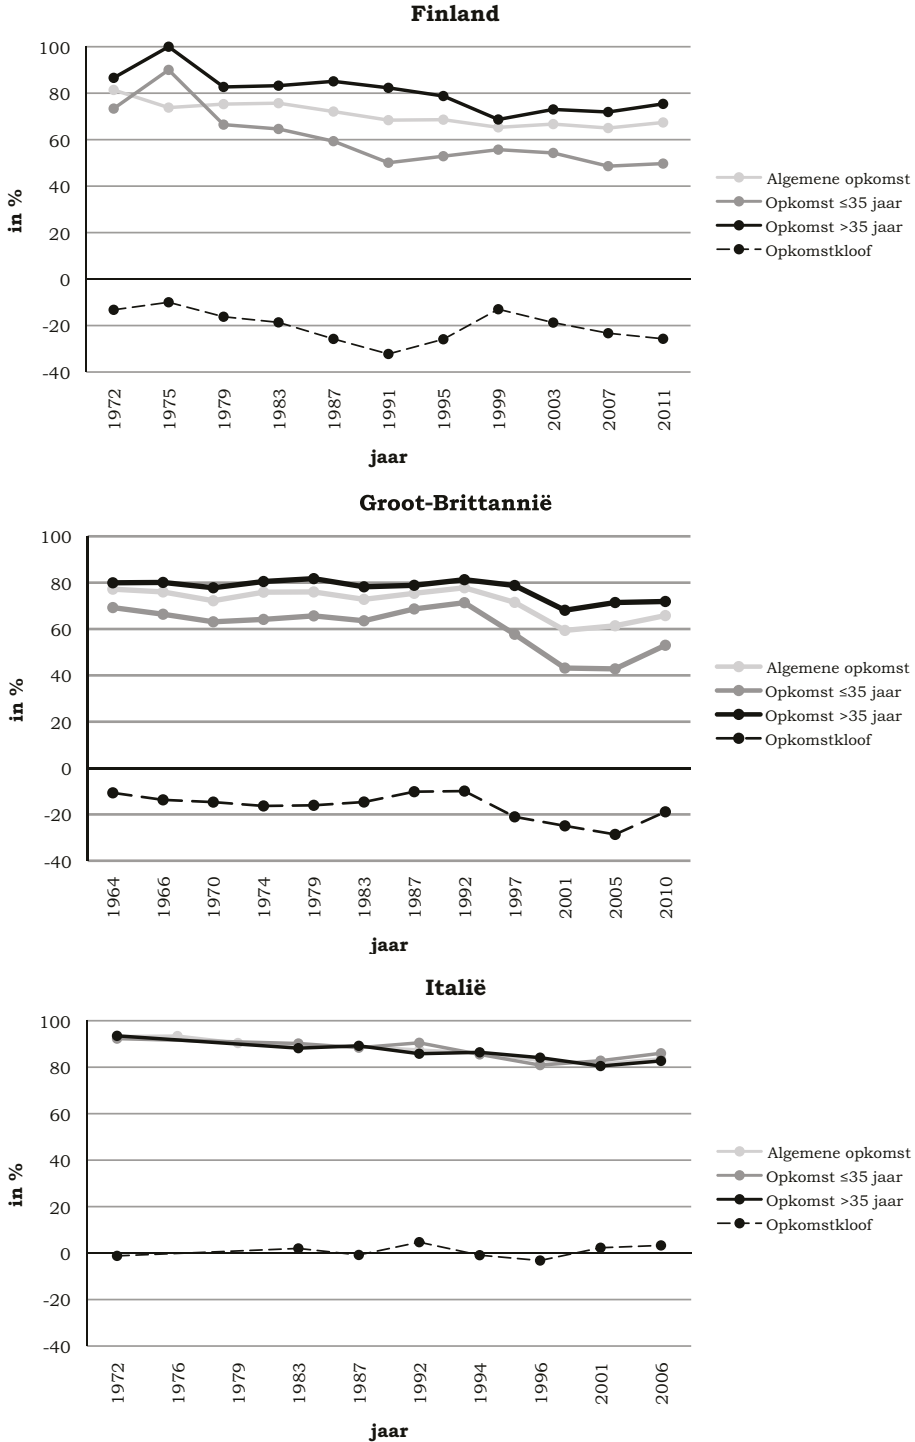 Finland
100
80
60
40
20
0
-20
-40
in %
1972 1975 1979 1983 1987 1991 1995 1999 2003 2007 2011
jaar
Algemene opkomst
Opkomst ≤35 jaar
Opkomst >35 jaar
Opkomstkloof
Groot-Brittannië
100
80
60
40
20
0
-20
-40
in %
1964 1966 1970 1974 1979 1983 1987 1992 1997 2001 2005 2010
jaar
Algemene opkomst
Opkomst ≤35 jaar
Opkomst >35 jaar
Opkomstkloof
Italië
100
80
60
40
20
0
-20
-40
in %
1972 1976 1979 1983 1987 1992 1994 1996 2001 2006
jaar
Algemene opkomst
Opkomst ≤35 jaar
Opkomst >35 jaar
Opkomstkloof